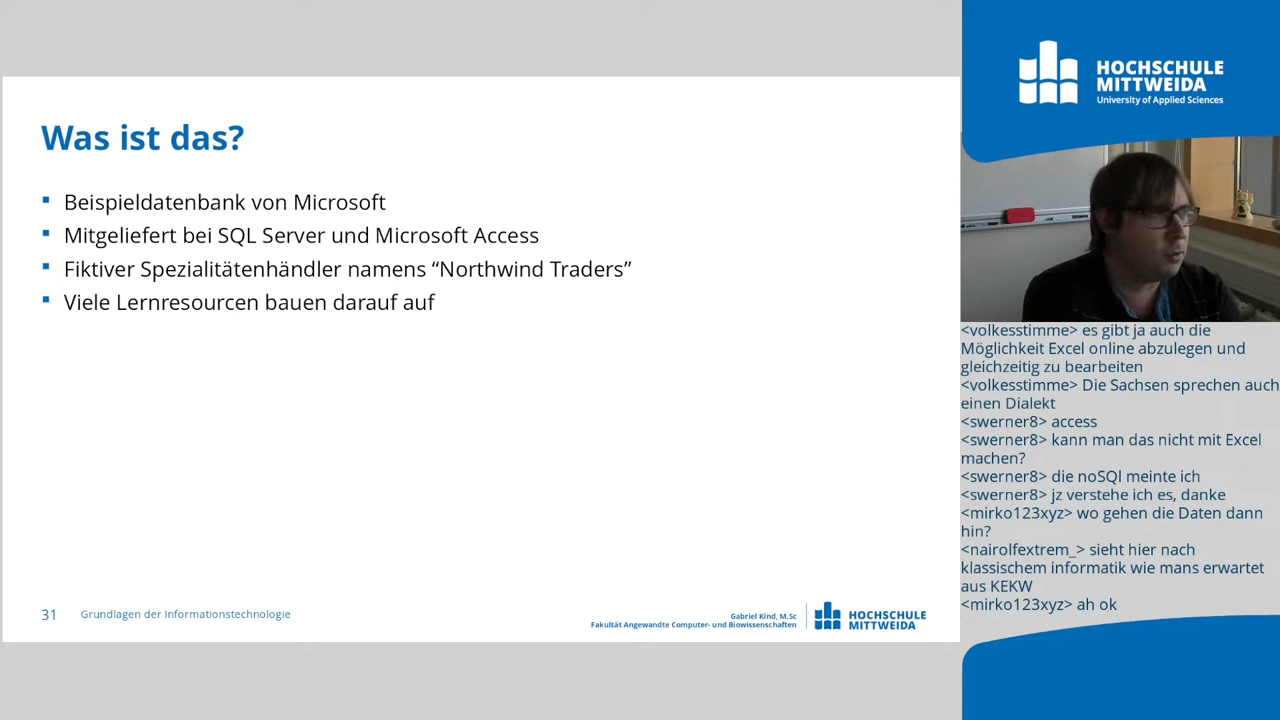 Was ist das?
Beispieldatenbank von Microsoft
Mitgeliefert bei SQL Server und Microsoft Access
Fiktiver Spezialitätenhändler namens “Northwind Traders”
Viele Lernresourcen bauen darauf auf
31
Grundlagen der Informationstechnologie
Gabriel Kind, M.Sc
Fakultät Angewandte Computer- und Biowissenschaften
HOCHSCHULE
MITTWEIDA
HOCHSCHULE
MITTWEIDA
University of Applied Sciences
<volkesstimme> es gibt ja auch die
Möglichkeit Excel online abzulegen und
gleichzeitig zu bearbeiten
<volkesstimme> Die Sachsen sprechen auch
einen Dialekt
<swerner8> access
<swerner8> kann man das nicht mit Excel
machen?
<swerner8> die noSQl meinte ich
<swerner8> jz verstehe ich es, danke
<mirko123xyz> wo gehen die Daten dann
hin?
<nairolfextrem_> sieht hier nach
klassischem informatik wie mans erwartet
aus KEKW
<mirko123xyz> ah ok